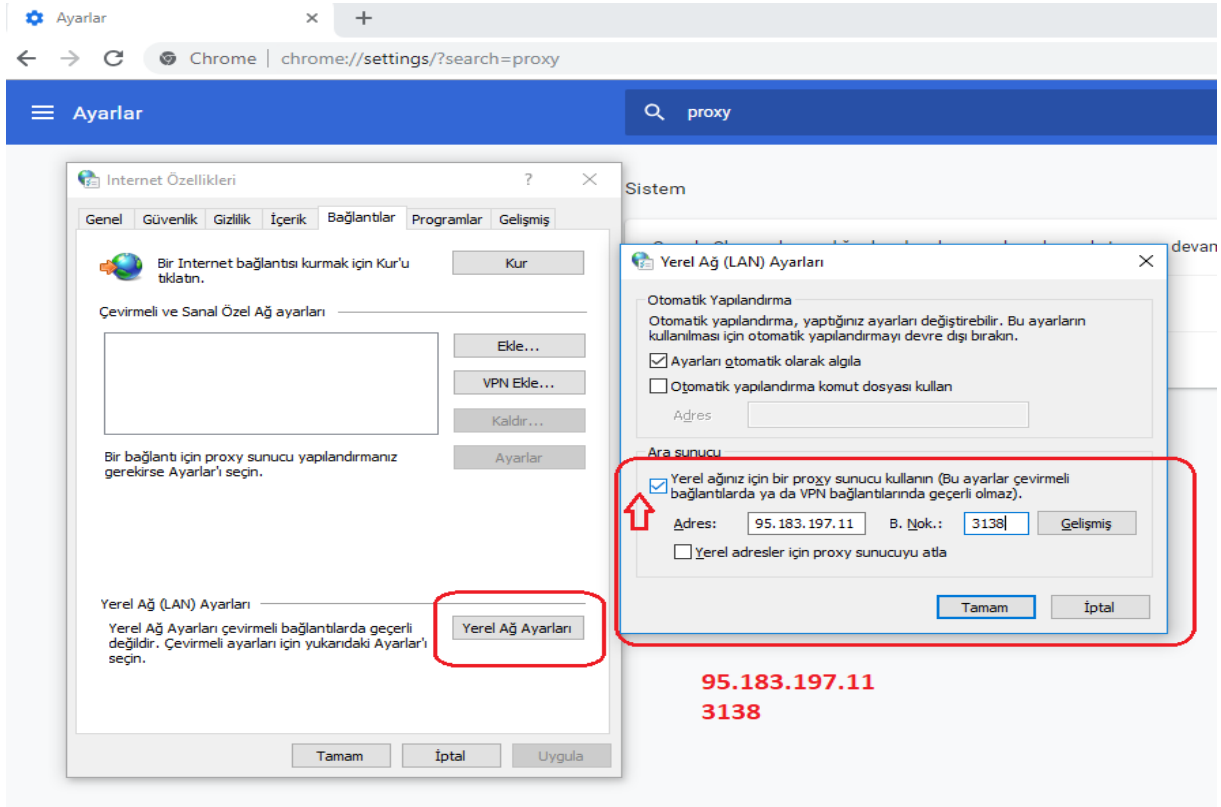 Ayarlar
Chrome | chrome://settings/?search=proxy
Ayarlar
proxy
Sistem
devam
Internet Özellikleri
?
Genel Güvenlik Gizlilik İçerik Bağlantılar Programlar Gelişmiş
Bir Internet bağlantısı kurmak için Kur'u
tıklatın.
Kur
Çevirmeli ve Sanal Özel Ağ ayarları
Ekle...
VPN Ekle...
Kaldır...
Bir bağlantı için proxy sunucu yapılandırmanız
gerekirse Ayarlar'ı seçin.
Ayarlar
Yerel Ağ (LAN) Ayarları
Yerel Ağ Ayarları çevirmeli bağlantılarda geçerli
değildir. Çevirmeli ayarları için yukarıdaki Ayarlar'ı
seçin.
Yerel Ağ Ayarları
Tamam İptal Uygula
Yerel Ağ (LAN) Ayarları
Otomatik Yapılandırma
Otomatik yapılandırma, yaptığınız ayarları değiştirebilir. Bu ayarların
kullanılması için otomatik yapılandırmayı devre dışı bırakın.
Ayarları otomatik olarak algıla
Otomatik yapılandırma komut dosyası kullan
Adres
Ara sunucu
Yerel ağınız için bir proxy sunucu kullanın (Bu ayarlar çevirmeli
bağlantılarda ya da VPN bağlantılarında geçerli olmaz).
Adres: 95.183.197.11 B. Nok.: 3138 Gelişmiş
Yerel adresler için proxy sunucuyu atla
Tamam İptal
95.183.197.11
3138